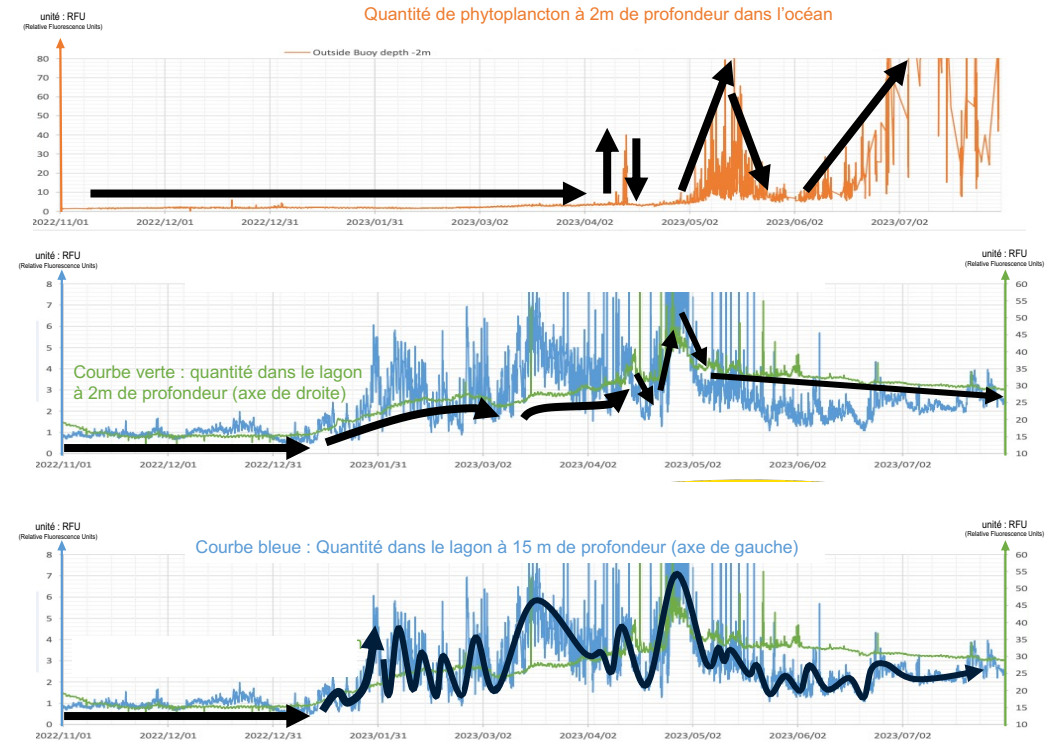 Quantité de phytoplancton à 2m de profondeur dans l'océan
unité : RFU
(Relative Fluorescence Units)
Outside Buoy depth -2m
80
70
60
50
40
30
20
10
0
2022/11/01 2022/12/01 2022/12/31 2023/01/31 2023/03/02 2023/04/02 2023/05/02 2023/06/02 2023/07/02
unité : RFU
(Relative Fluorescence Units)
unité : RFU
(Relative Fluorescence Units)
8
7
6
5
4
3
2
1
0
Courbe verte : quantité dans le lagon
à 2m de profondeur (axe de droite)
60
55
50
45
40
35
30
25
20
15
10
2022/11/01 2022/12/01 2022/12/31 2023/01/31 2023/03/02 2023/04/02 2023/05/02 2023/06/02 2023/07/02
unité : RFU
(Relative Fluorescence Units)
unité : RFU
(Relative Fluorescence Units)
Courbe bleue : Quantité dans le lagon à 15 m de profondeur (axe de gauche)
8
7
6
5
4
3
2
1
0
60
55
50
45
40
35
30
25
20
15
10
2022/11/01 2022/12/01 2022/12/31 2023/01/31 2023/03/02 2023/04/02 2023/05/02 2023/06/02 2023/07/02